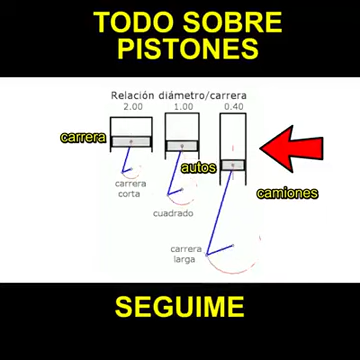 TODO SOBRE
PISTONES
Relación diámetro/carrera
2.00 1.00 0.40
carrera
autos
carrera
corta
camiones
cuadrado
carrera
larga
SEGUIME